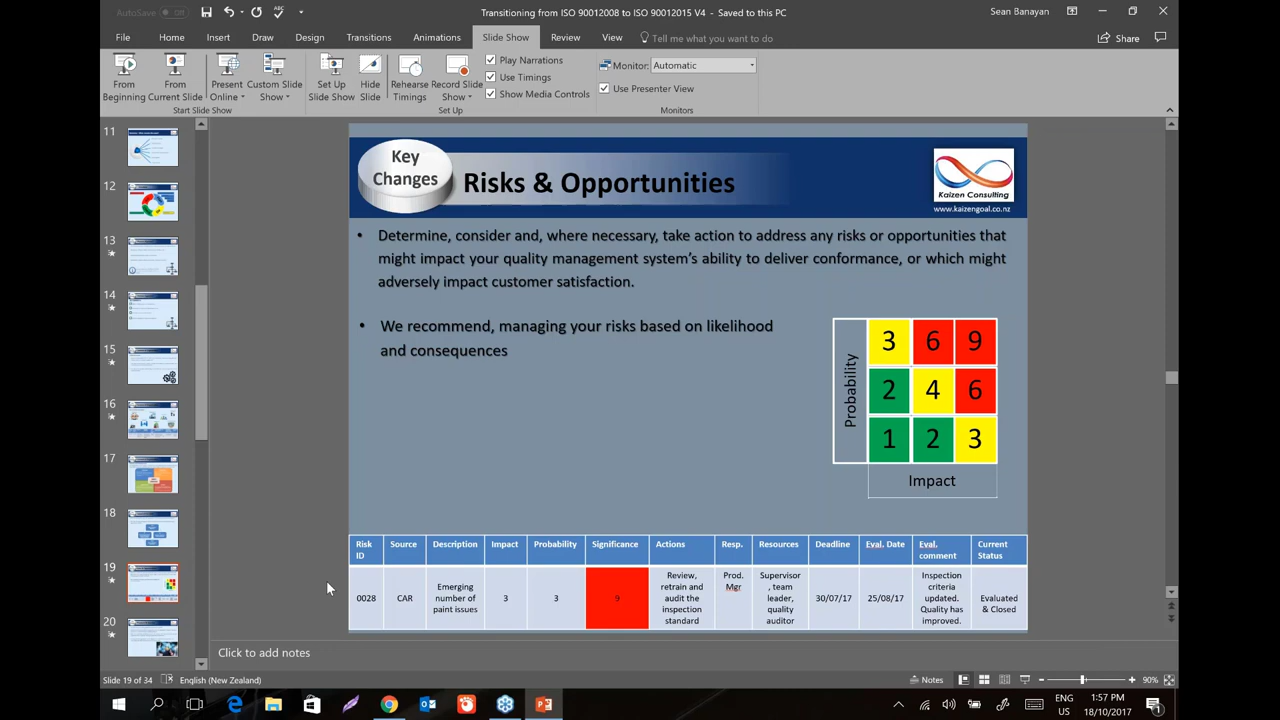 AutoSave Off
Transitioning from ISO 90012008 to ISO 90012015 V4 - Saved to this PC
Sean Banayan
File Home Insert Draw Design Transitions Animations Slide Show Review View Tell me what you want to do
Share
From Beginning
From Current Slide
Present Online
Custom Slide Show
Set Up Slide Show
Hide Slide
Rehearse Timings
Record Slide Show
Play Narrations
Use Timings
Show Media Controls
Monitor: Automatic
Use Presenter View
Start Slide Show
Set Up
Monitors
11
12
13
14
15
16
17
18
19
20
Key
Changes
Risks & Opportunities
Kaizen Consulting
www.kaizengoal.co.nz
• Determine, consider and, where necessary, take action to address any risks or opportunities that
might impact your quality management system's ability to deliver conformance, or which might
adversely impact customer satisfaction.
• We recommend, managing your risks based on likelihood
and consequences
Probability
3 6 9
2 4 6
1 2 3
Impact
Risk ID Source Description Impact Probability Significance Actions Resp. Resources Deadline Eval. Date Eval. comment Current Status
0028 CAR Emerging number of paint issues 3 3 9 Review, retrain and audit the inspection standard Prod. Mgr Supervisor, team leader, quality auditor 30/07/17 25/08/17 Inspection criteria updated. Quality has improved. Evaluated & Closed
Click to add notes
Slide 19 of 34 English (New Zealand)
Notes
90%
ENG
US
1:57 PM
18/10/2017
1